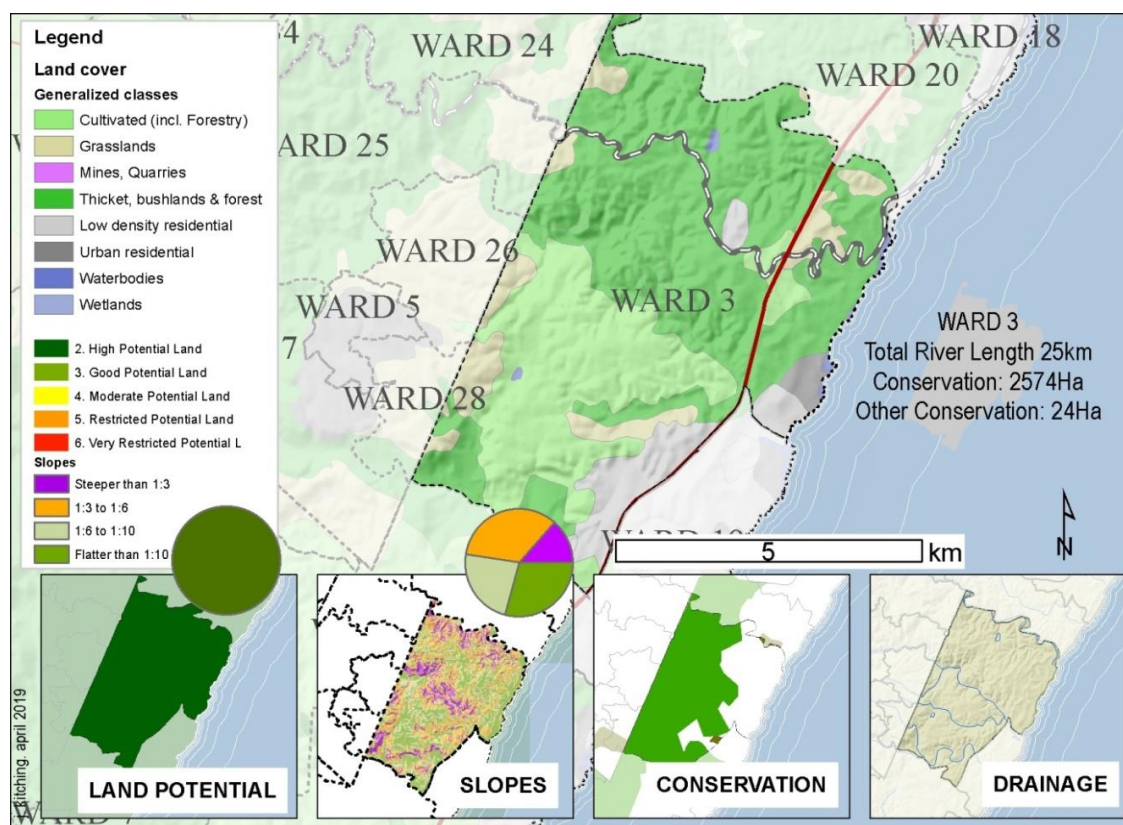 Legend
Land cover
Generalized classes
Cultivated (incl. Forestry)
Grasslands
Mines, Quarries
Thicket, bushlands & forest
Low density residential
Urban residential
Waterbodies
Wetlands
2. High Potential Land
3. Good Potential Land
4. Moderate Potential Land
5. Restricted Potential Land
6. Very Restricted Potential L
Slopes
Steeper than 1:3
1:3 to 1:6
1:6 to 1:10
Flatter than 1:10
WARD 24
WARD 18
WARD 20
ARD 25
WARD 26
WARD 5
WARD 3
7
WARD 28
WARD 3
Total River Length 25km
Conservation: 2574Ha
Other Conservation: 24Ha
N
5
km
LAND POTENTIAL
SLOPES
CONSERVATION
DRAINAGE
april 2019